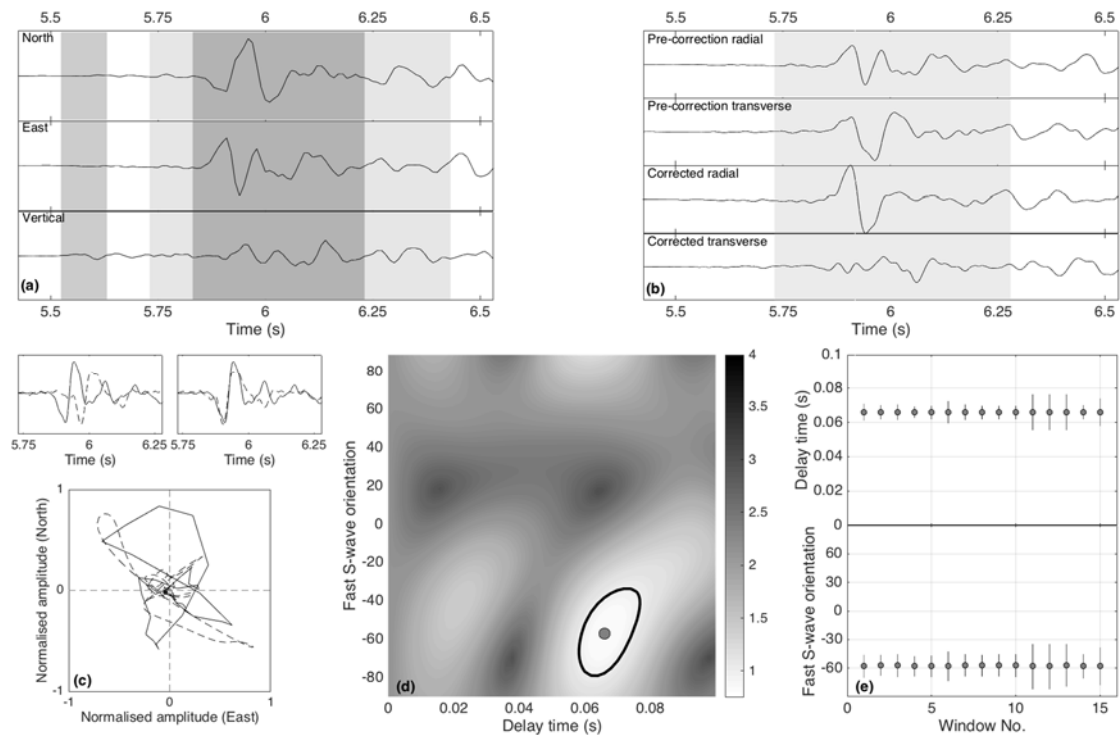 5.5 5.75 6 6.25 6.5
North
East
Vertical
(a)
5.5 5.75 6 6.25 6.5
Time (s)
5.5 5.75 6 6.25 6.5
Pre-correction radial
Pre-correction transverse
Corrected radial
Corrected transverse
(b)
5.5 5.75 6 6.25 6.5
Time (s)
5.75 6 6.25
Time (s)
5.75 6 6.25
Time (s)
1
0
-1
Normalised amplitude (North)
(c)
-1 0 1
Normalised amplitude (East)
80
60
40
20
0
-20
-40
-60
-80
Fast S-wave orientation
(d)
0 0.02 0.04 0.06 0.08
Delay time (s)
4
3.5
3
2.5
2
1.5
1
0.1
0.08
0.06
0.04
0.02
0
Delay time (s)
60
30
0
-30
-60
Fast S-wave orientation
(e)
0 5 10 15
Window No.